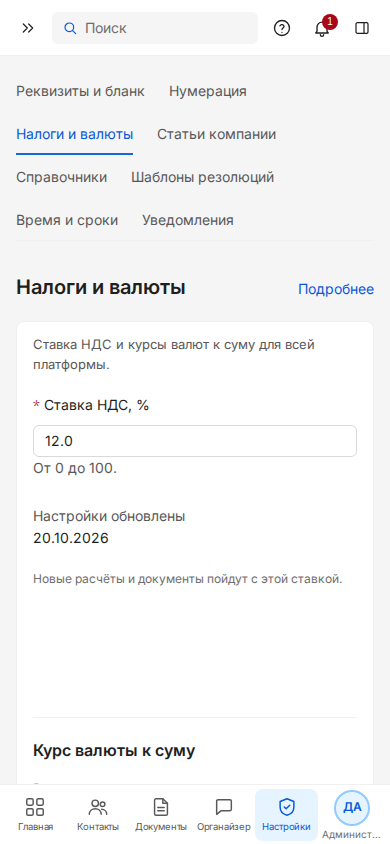 Поиск
1
Реквизиты и бланк Нумерация
Налоги и валюты Статьи компании
Справочники Шаблоны резолюций
Время и сроки Уведомления
Налоги и валюты Подробнее
Ставка НДС и курсы валют к суму для всей
платформы.
* Ставка НДС, %
12.0
От 0 до 100.
Настройки обновлены
20.10.2026
Новые расчёты и документы пойдут с этой ставкой.
Курс валюты к суму
ДА
Главная Контакты Документы Органайзер Настройки Админист...